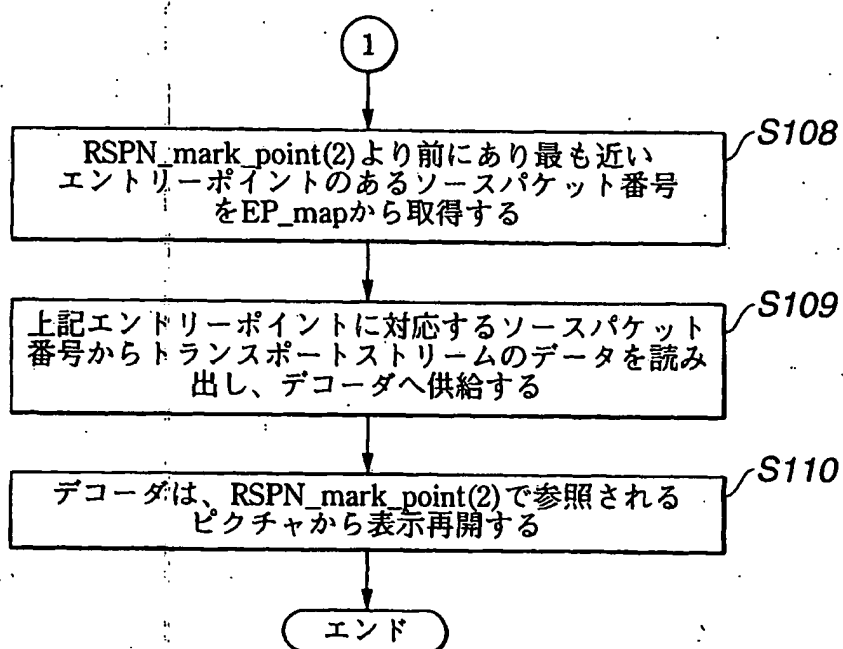 1
S108
RSPN_mark_point(2)より前にあり最も近い
エントリーポイントのあるソースパケット番号
をEP_mapから取得する
S109
上記エントリーポイントに対応するソースパケット
番号からトランスポートストリームのデータを読み
出し、デコーダへ供給する
S110
デコーダは、RSPN_mark_point(2)で参照される
ピクチャから表示再開する
エンド